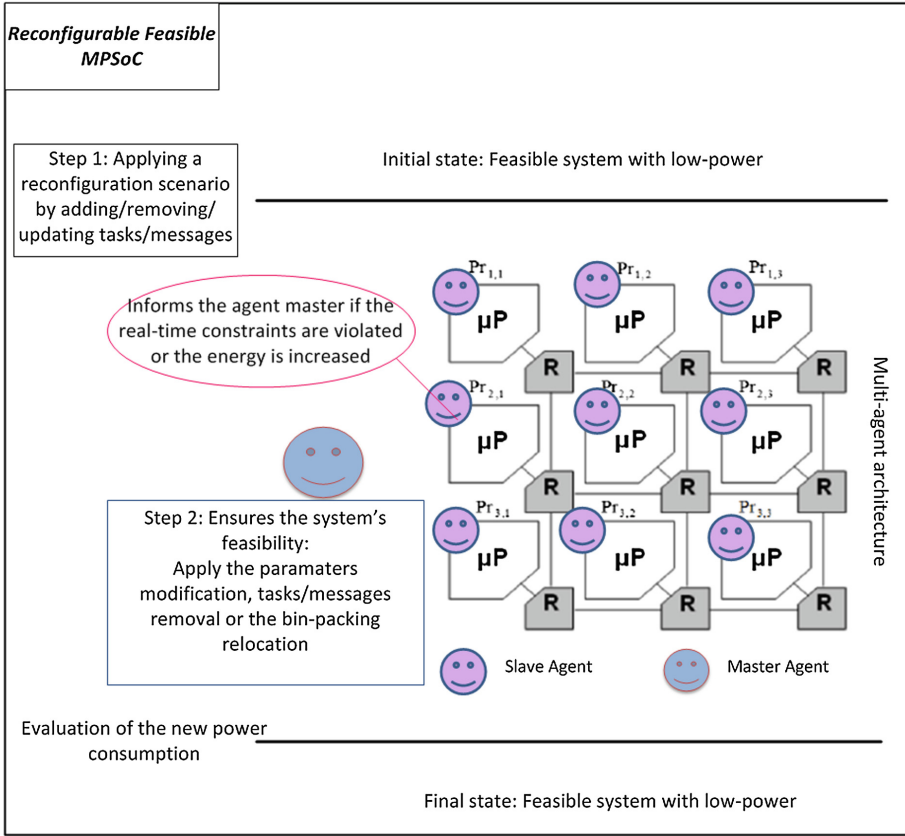 Reconfigurable Feasible
MPSoC
Step 1: Applying a
reconfiguration scenario
by adding/removing/
updating tasks/messages
Initial state: Feasible system with low-power
Informs the agent master if the
real-time constraints are violated
or the energy is increased
Pr1,1
Pr1,2
Pr1,3
µP
µP
µP
R
R
R
Pr2,1
Pr2,2
Pr2,3
µP
µP
µP
R
R
R
Pr3,1
Pr3,2
Pr3,3
µP
µP
µP
R
R
R
Multi-agent architecture
Step 2: Ensures the system’s
feasibility:
Apply the paramaters
modification, tasks/messages
removal or the bin-packing
relocation
Slave Agent
Master Agent
Evaluation of the new power
consumption
Final state: Feasible system with low-power